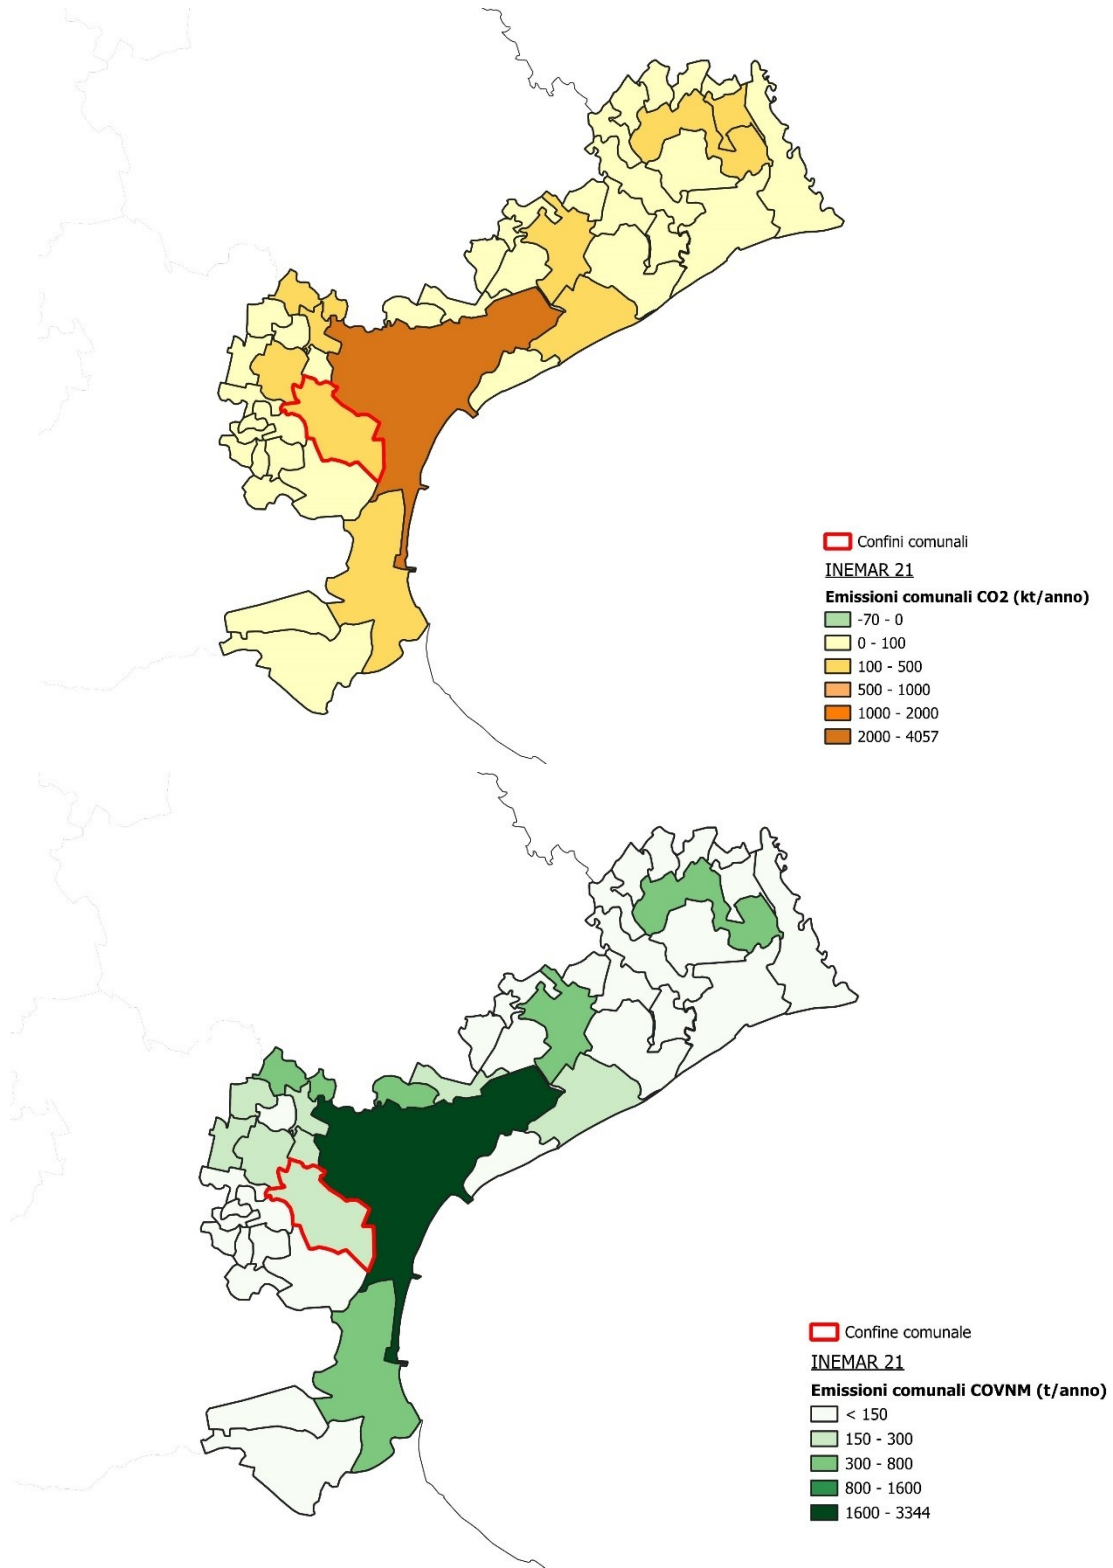 Confini comunali
INEMAR 21
Emissioni comunali CO2 (kt/anno)
-70 - 0
0 - 100
100 - 500
500 - 1000
1000 - 2000
2000 - 4057
Confine comunale
INEMAR 21
Emissioni comunali COVNM (t/anno)
< 150
150 - 300
300 - 800
800 - 1600
1600 - 3344